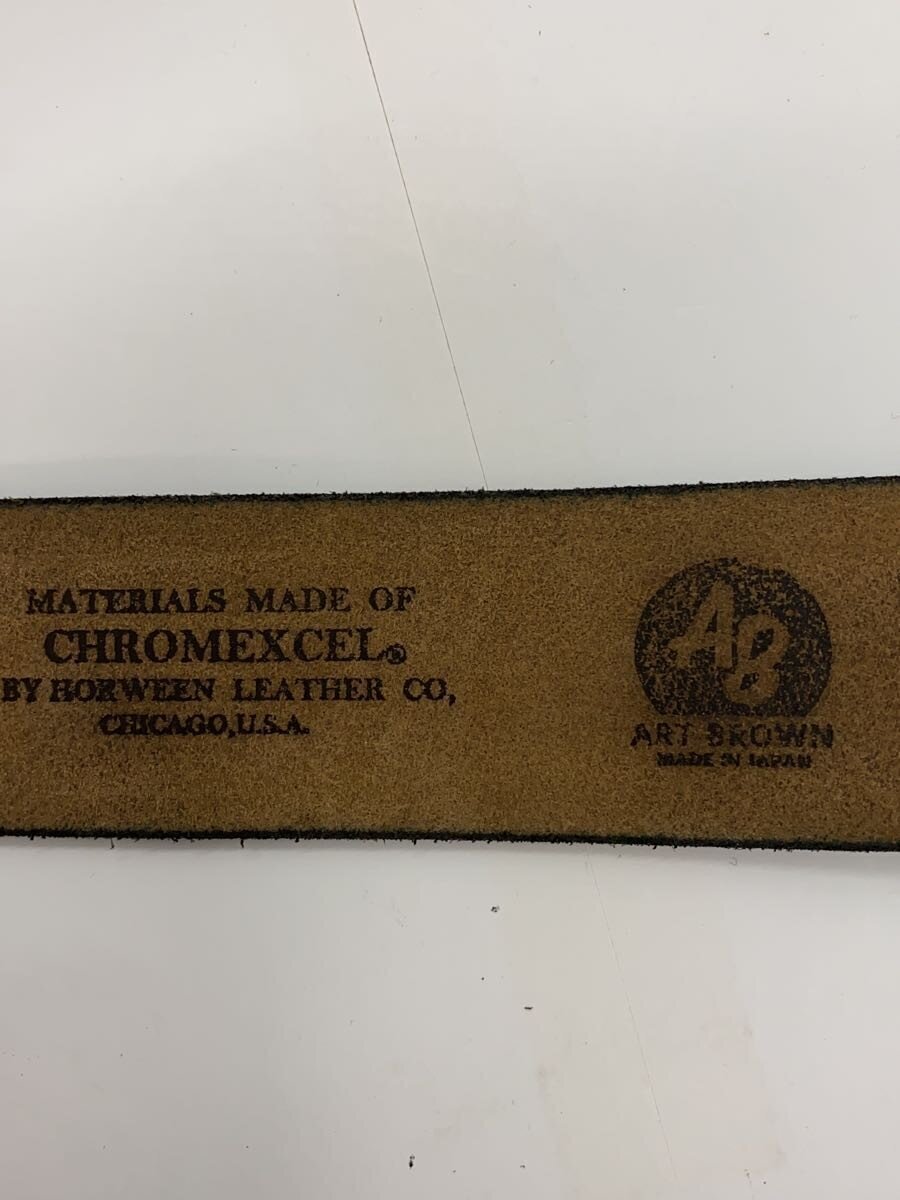 MATERIALS MADE OF
CHROMEXCEL®
BY HORWEEN LEATHER CO,
CHICAGO,U.S.A.
AB
ART BROWN
MADE IN JAPAN